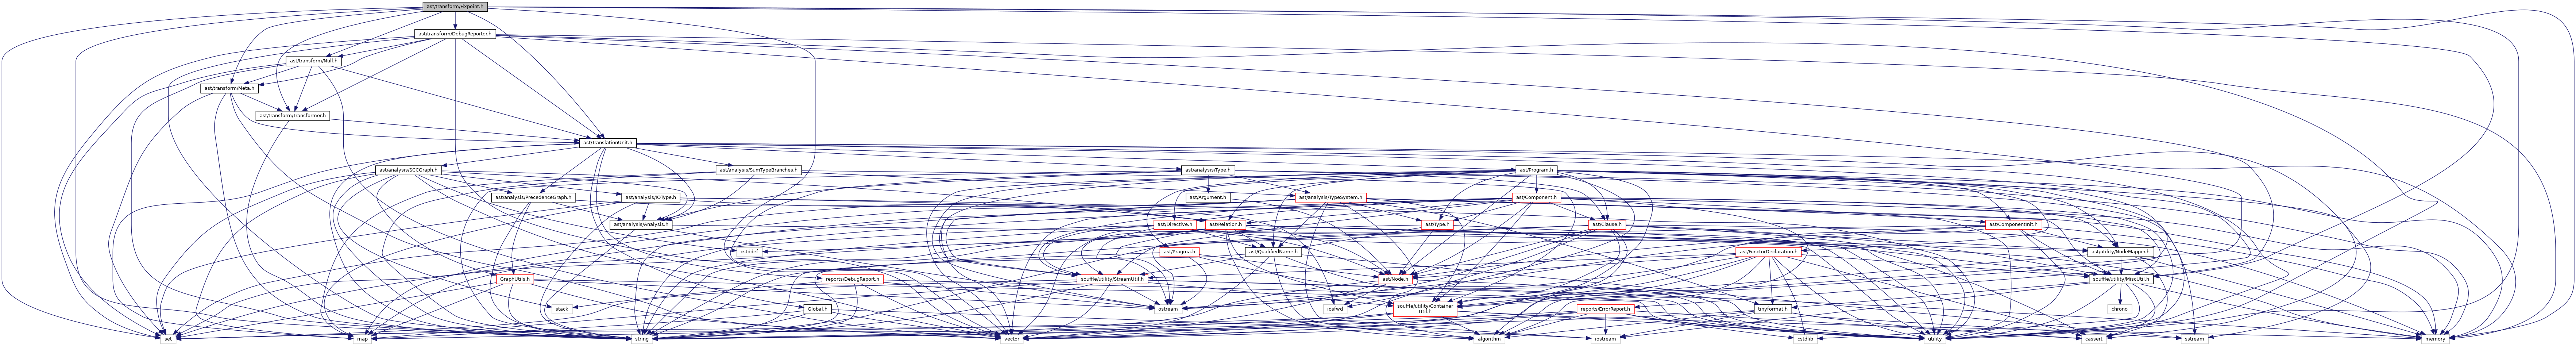 ast/transform/Fixpoint.h
ast/transform/DebugReporter.h
ast/transform/Null.h
ast/transform/Meta.h
ast/transform/Transformer.h
ast/TranslationUnit.h
ast/analysis/SCCGraph.h
ast/analysis/SumTypeBranches.h
ast/analysis/Type.h
ast/Program.h
ast/analysis/PrecedenceGraph.h
ast/analysis/IOType.h
ast/Argument.h
ast/analysis/TypeSystem.h
ast/Component.h
ast/analysis/Analysis.h
ast/Directive.h
ast/Relation.h
ast/Type.h
ast/Clause.h
ast/ComponentInit.h
cstddef
ast/Pragma.h
ast/QualifiedName.h
ast/FunctorDeclaration.h
ast/utility/NodeMapper.h
GraphUtils.h
reports/DebugReport.h
souffle/utility/StreamUtil.h
ast/Node.h
souffle/utility/MiscUtil.h
stack
Global.h
ostream
iosfwd
souffle/utility/Container
Util.h
reports/ErrorReport.h
tinyformat.h
chrono
set
map
string
vector
algorithm
iostream
cstdlib
utility
cassert
sstream
memory